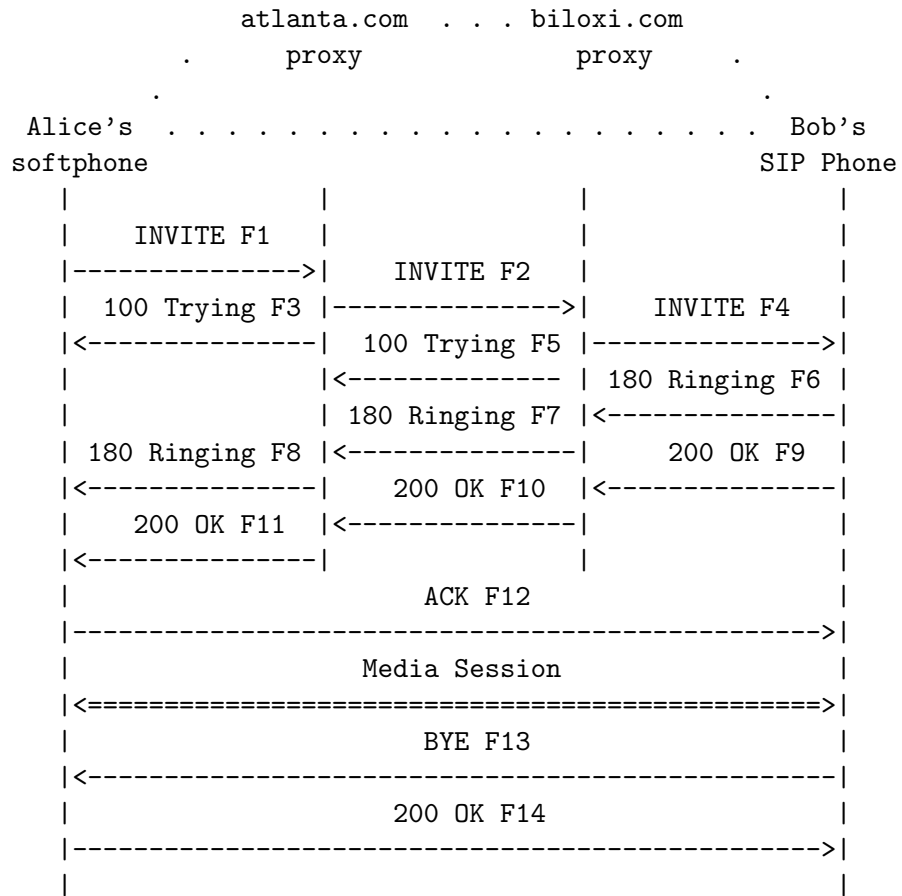 atlanta.com . . . biloxi.com
. proxy proxy .
. .
Alice's . . . . . . . . . . . . . . . . . . . . Bob's
softphone SIP Phone
| | | |
| INVITE F1 | | |
|--------------->| INVITE F2 | |
| 100 Trying F3 |--------------->| INVITE F4 |
|<---------------| 100 Trying F5 |--------------->|
| |<-------------- | 180 Ringing F6 |
| | 180 Ringing F7 |<---------------|
| 180 Ringing F8 |<---------------| 200 OK F9 |
|<---------------| 200 OK F10 |<---------------|
| 200 OK F11 |<---------------| |
|<---------------| | |
| ACK F12 |
|------------------------------------------------->|
| Media Session |
|<================================================>|
| BYE F13 |
|<-------------------------------------------------|
| 200 OK F14 |
|------------------------------------------------->|
| |